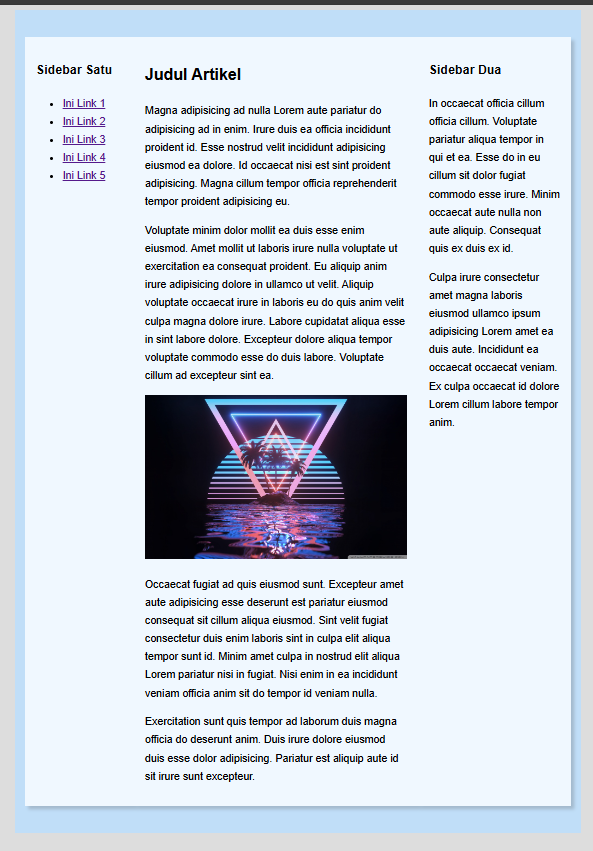 Sidebar Satu
Ini Link 1
Ini Link 2
Ini Link 3
Ini Link 4
Ini Link 5
Judul Artikel
Magna adipisicing ad nulla Lorem aute pariatur do
adipisicing ad in enim. Irure duis ea officia incididunt
proident id. Esse nostrud velit incididunt adipisicing
eiusmod ea dolore. Id occaecat nisi est sint proident
adipisicing. Magna cillum tempor officia reprehenderit
tempor proident adipisicing eu.
Voluptate minim dolor mollit ea duis esse enim
eiusmod. Amet mollit ut laboris irure nulla voluptate ut
exercitation ea consequat proident. Eu aliquip anim
irure adipisicing dolore in ullamco ut velit. Aliquip
voluptate occaecat irure in laboris eu do quis anim velit
culpa magna dolore irure. Labore cupidatat aliqua esse
in sint labore dolore. Excepteur dolore aliqua tempor
voluptate commodo esse do duis labore. Voluptate
cillum ad excepteur sint ea.
Occaecat fugiat ad quis eiusmod sunt. Excepteur amet
aute adipisicing esse deserunt est pariatur eiusmod
consequat sit cillum aliqua eiusmod. Sint velit fugiat
consectetur duis enim laboris sint in culpa elit aliqua
tempor sunt id. Minim amet culpa in nostrud elit aliqua
Lorem pariatur nisi in fugiat. Nisi enim in ea incididunt
veniam officia anim sit do tempor id veniam nulla.
Exercitation sunt quis tempor ad laborum duis magna
officia do deserunt anim. Duis irure dolore eiusmod
duis esse dolor adipisicing. Pariatur est aliquip aute id
sit irure sunt excepteur.
Sidebar Dua
In occaecat officia cillum
officia cillum. Voluptate
pariatur aliqua tempor in
qui et ea. Esse do in eu
cillum sit dolor fugiat
commodo esse irure. Minim
occaecat aute nulla non
aute aliquip. Consequat
quis ex duis ex id.
Culpa irure consectetur
amet magna laboris
eiusmod ullamco ipsum
adipisicing Lorem amet ea
duis aute. Incididunt ea
occaecat occaecat veniam.
Ex culpa occaecat id dolore
Lorem cillum labore tempor
anim.